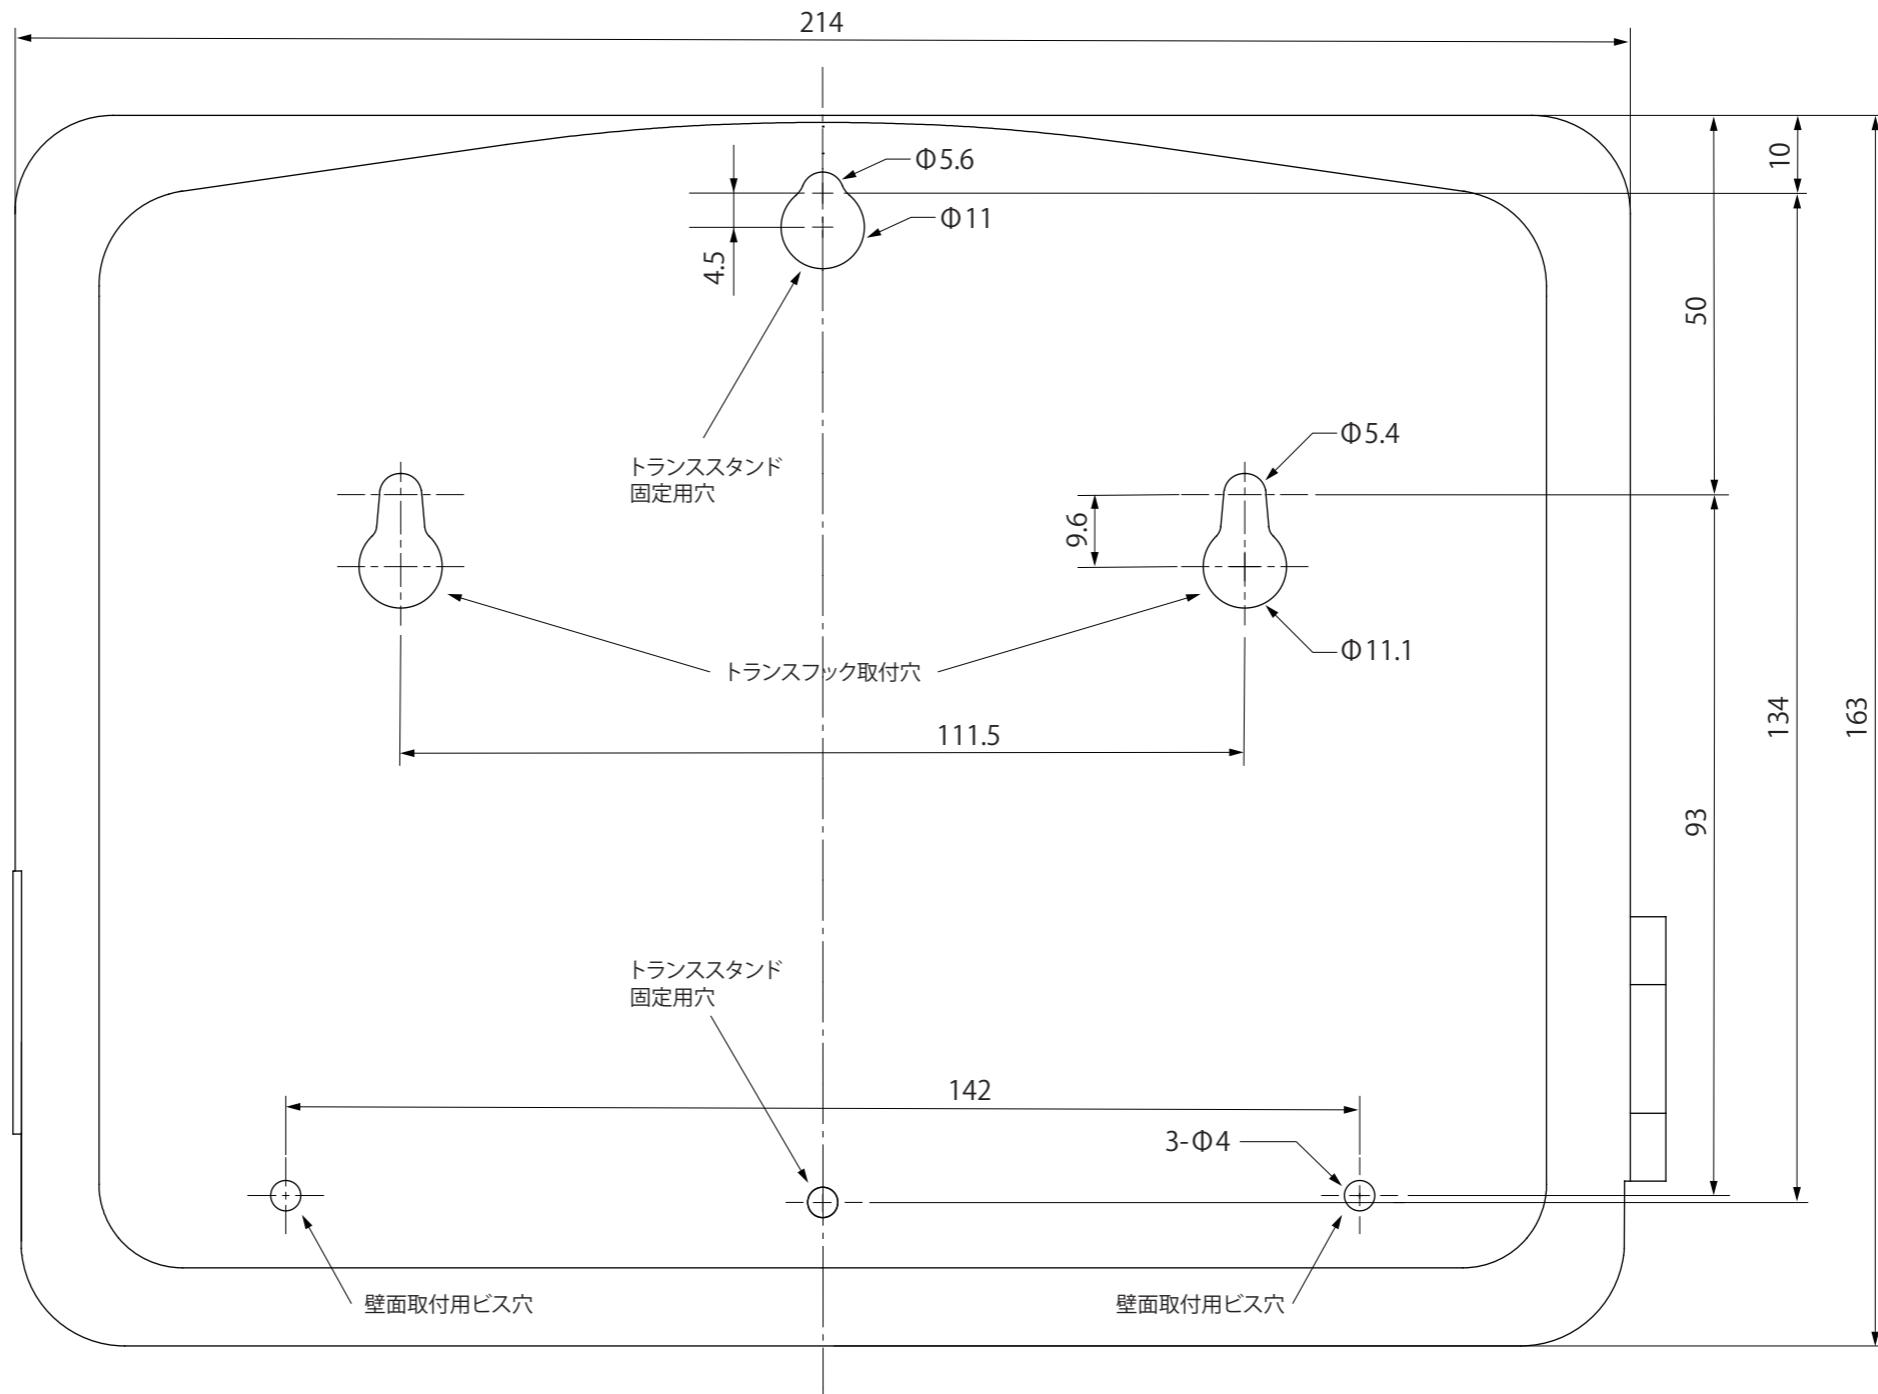 214
Φ5.6
10
Φ11
4.5
50
Φ5.4
トランススタンド
固定用穴
9.6
Φ11.1
トランスフック取付穴
134
163
111.5
93
トランススタンド
固定用穴
142
3-Φ4
壁面取付用ビス穴
壁面取付用ビス穴